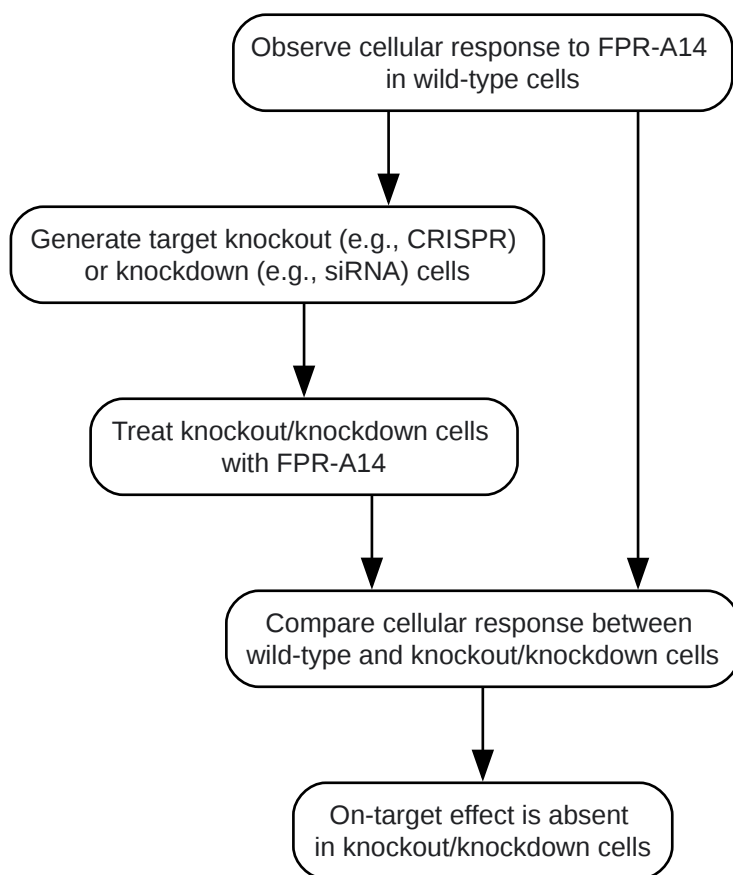 Observe cellular response to FPR-A14
in wild-type cells
Generate target knockout (e.g., CRISPR)
or knockdown (e.g., siRNA) cells
Treat knockout/knockdown cells
with FPR-A14
Compare cellular response between
wild-type and knockout/knockdown cells
On-target effect is absent
in knockout/knockdown cells